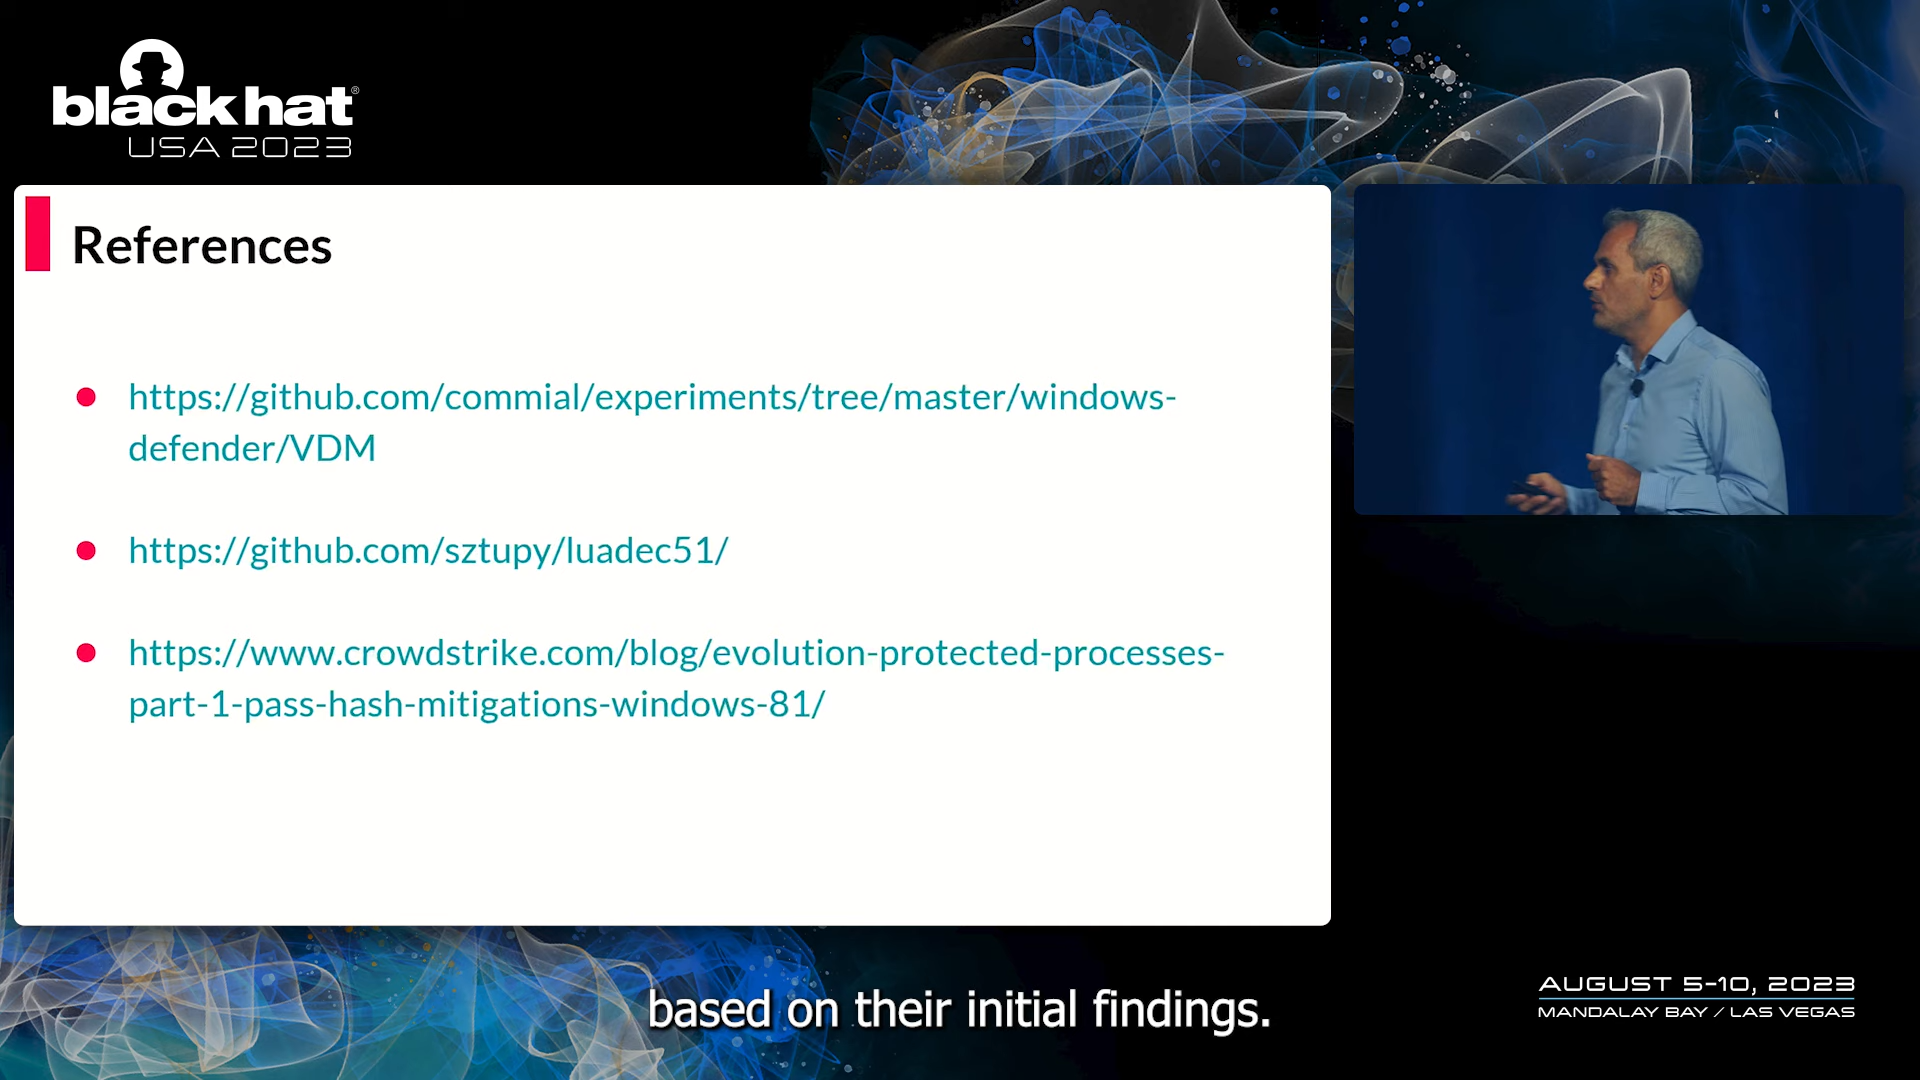 blackhat®
USA 2023
References
https://github.com/commial/experiments/tree/master/windows-
defender/VDM
https://github.com/sztupy/luadec51/
https://www.crowdstrike.com/blog/evolution-protected-processes-
part-1-pass-hash-mitigations-windows-81/
based on their initial findings.
AUGUST 5-10, 2023
MANDALAY BAY / LAS VEGAS